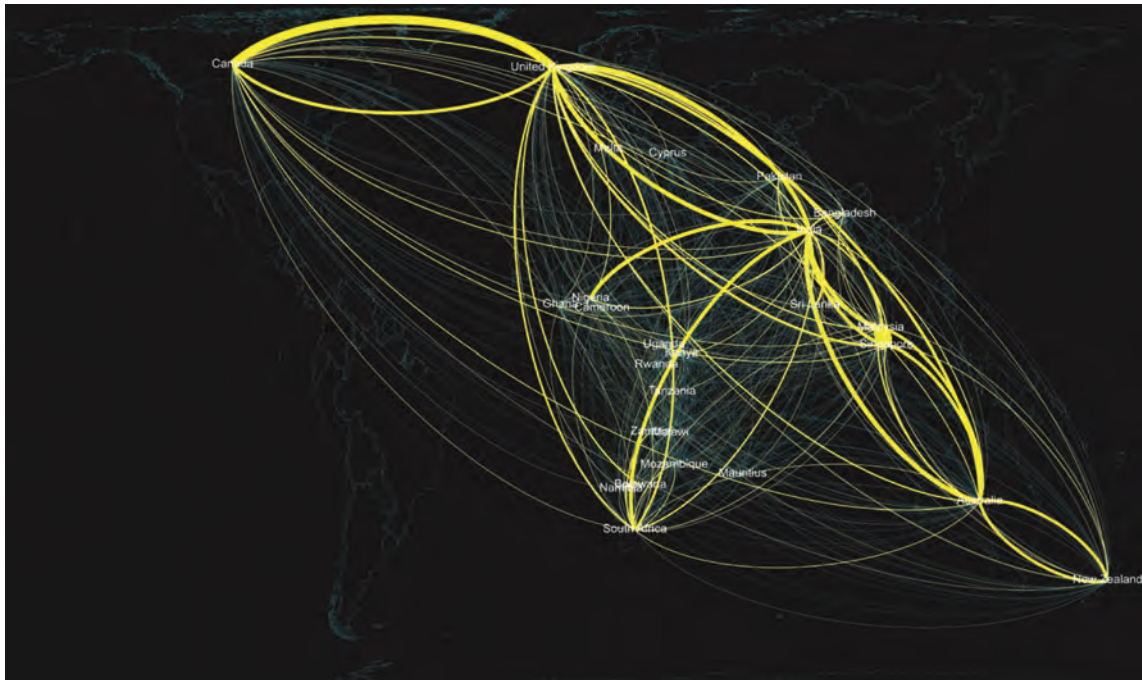 Canada
United Kingdom
Malta
Cyprus
Pakistan
Bangladesh
India
Nigeria
Ghana
Cameroon
Sri Lanka
Malaysia
Singapore
Uganda
Kenya
Rwanda
Tanzania
Zambia
Malawi
Mozambique
Mauritius
Botswana
Namibia
Australia
South Africa
New Zealand